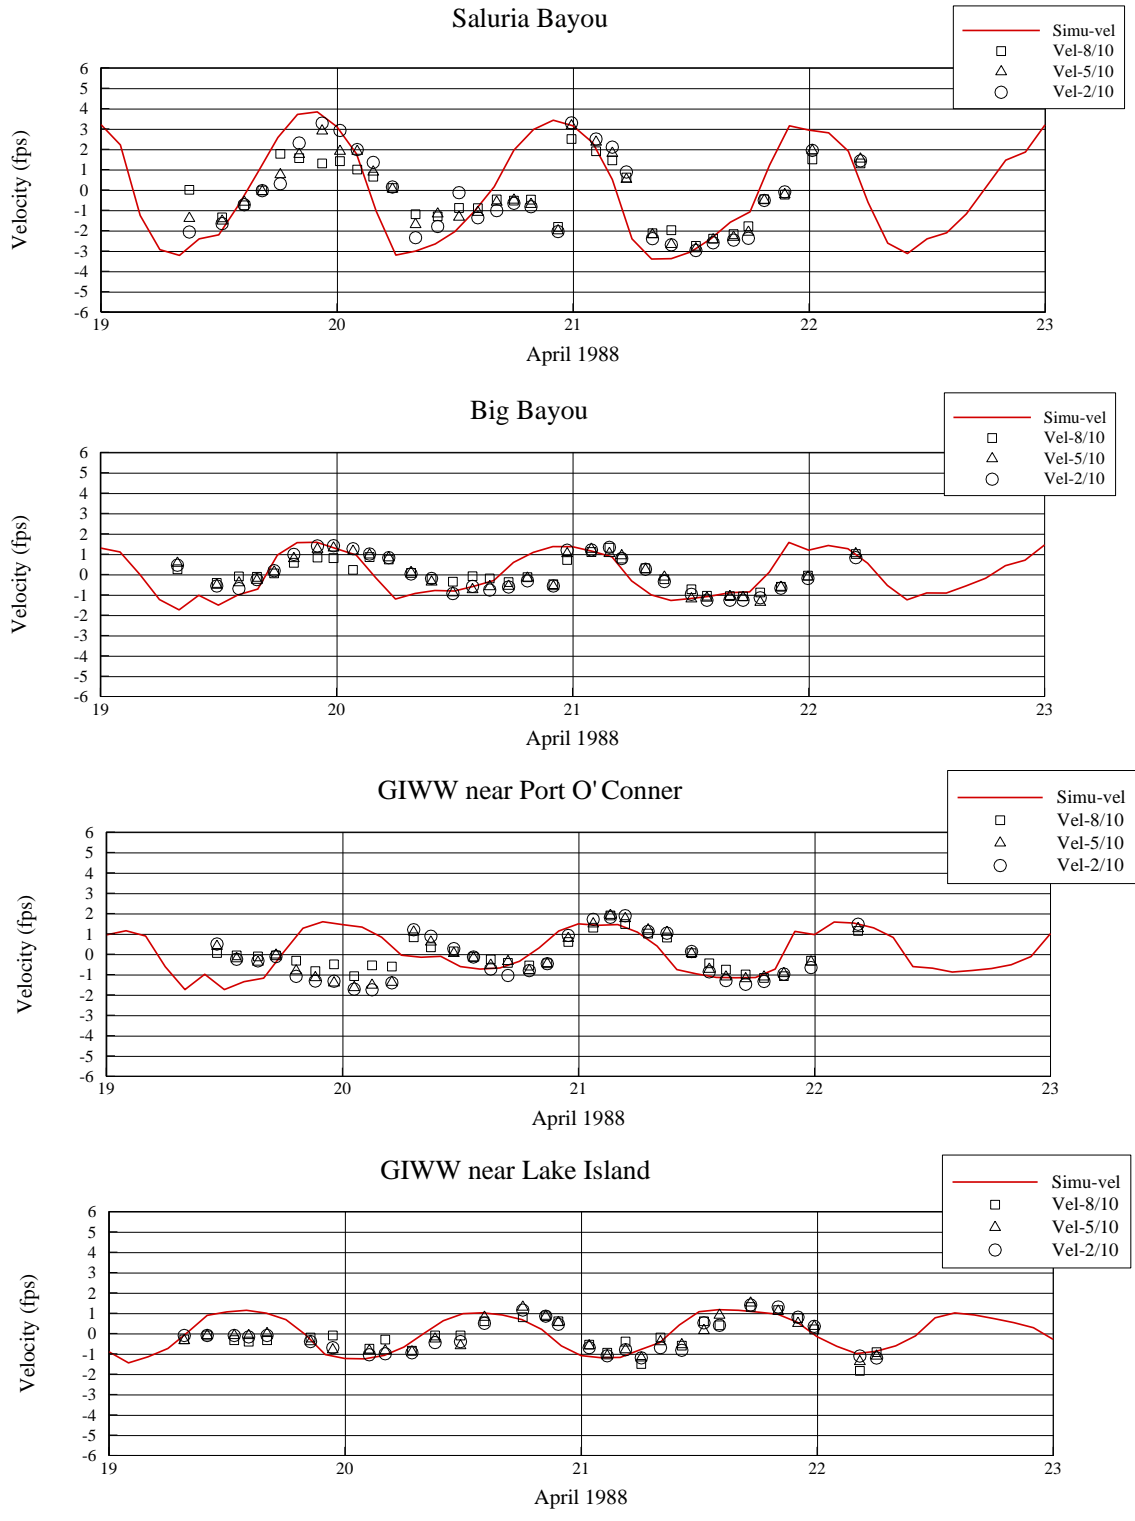 Saluria Bayou
Simu-vel
Vel-8/10
Vel-5/10
Vel-2/10
Velocity (fps
6
5
4
3
2
1
0
-1
-2
-3
-4
-5
-6
19 20 21 22 23
April 1988
Big Bayou
Simu-vel
Vel-8/10
Vel-5/10
Vel-2/10
Velocity (fps)
6
5
4
3
2
1
0
-1
-2
-3
-4
-5
-6
19 20 21 22 23
April 1988
GIWW near Port O' Conner
Simu-vel
Vel-8/10
Vel-5/10
Vel-2/10
Velocity (fps)
6
5
4
3
2
1
0
-1
-2
-3
-4
-5
-6
19 20 21 22 23
April 1988
GIWW near Lake Island
Simu-vel
Vel-8/10
Vel-5/10
Vel-2/10
Velocity (fps)
6
5
4
3
2
1
0
-1
-2
-3
-4
-5
-6
19 20 21 22 23
April 1988